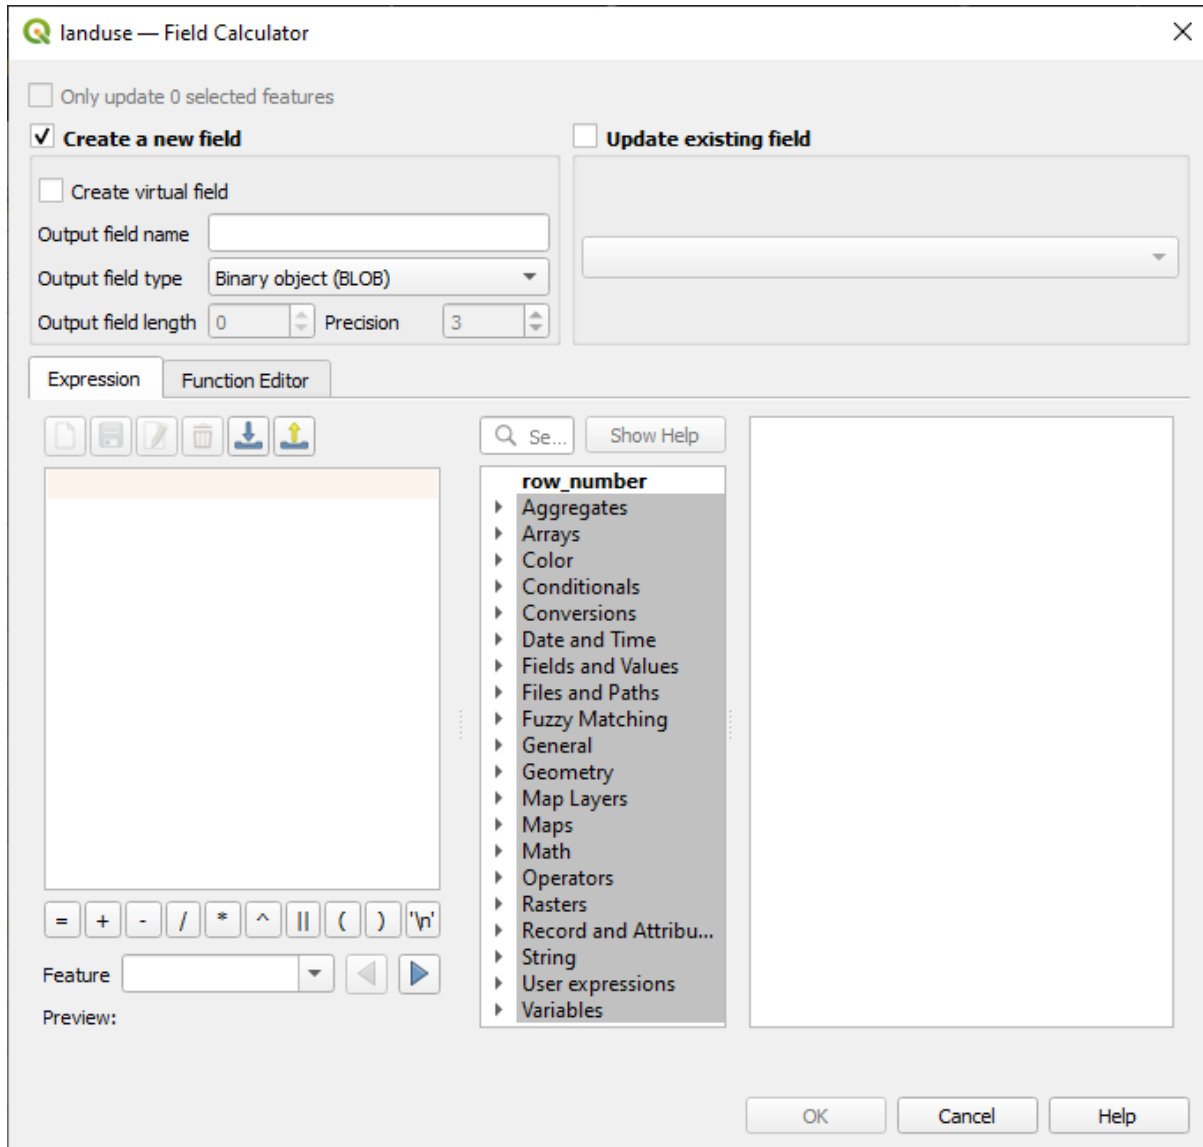 landuse — Field Calculator
Only update 0 selected features
Create a new field
Update existing field
Create virtual field
Output field name
Output field type Binary object (BLOB)
Output field length 0 Precision 3
Expression Function Editor
Se... Show Help
row_number
Aggregates
Arrays
Color
Conditionals
Conversions
Date and Time
Fields and Values
Files and Paths
Fuzzy Matching
General
Geometry
Map Layers
Maps
Math
Operators
Rasters
Record and Attribu...
String
User expressions
Variables
= + - / * ^ || ( ) '\n'
Feature
Preview:
OK Cancel Help